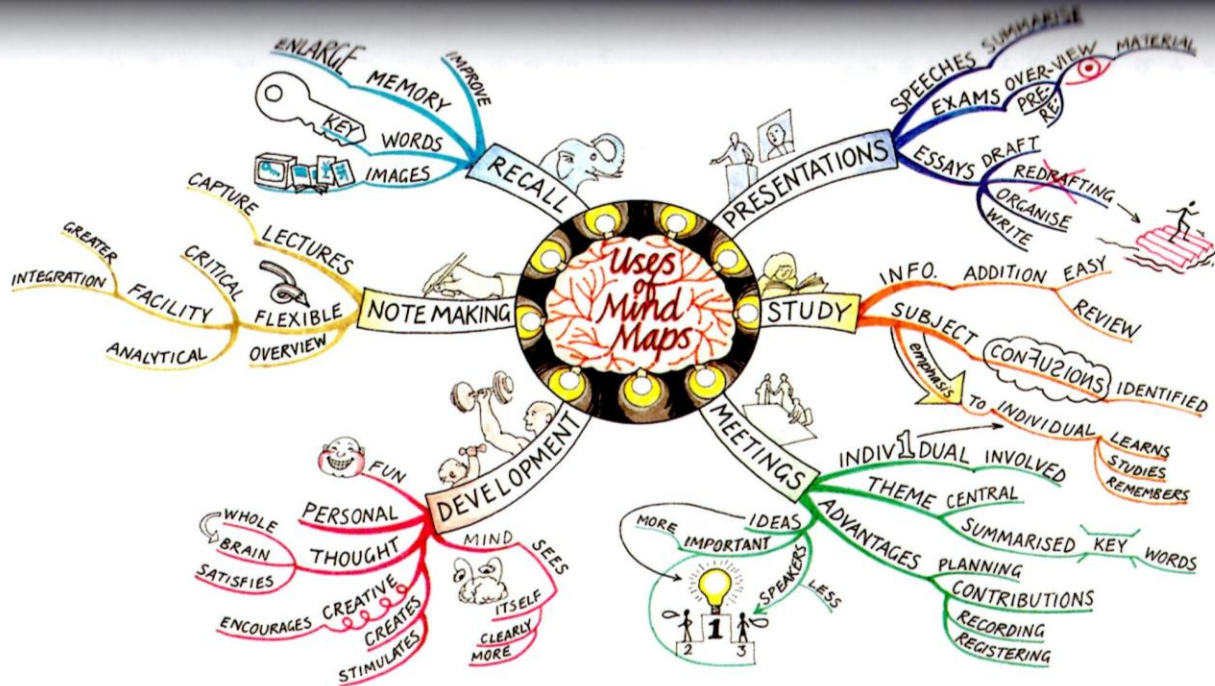 Uses
of
Mind
Maps
RECALL
ENLARGE
MEMORY
IMPROVE
KEY
WORDS
IMAGES
PRESENTATIONS
SPEECHES SUMMARISE
EXAMS OVER-VIEW MATERIAL
PRE-
RE-
ESSAYS DRAFT
REDRAFTING
ORGANISE
WRITE
NOTE MAKING
CAPTURE
LECTURES
FLEXIBLE
OVERVIEW
CRITICAL
FACILITY
GREATER
INTEGRATION
ANALYTICAL
STUDY
INFO. ADDITION EASY
REVIEW
SUBJECT
CONFUSIONS IDENTIFIED
emphasis
TO INDIVIDUAL LEARNS
STUDIES
REMEMBERS
DEVELOPMENT
FUN
PERSONAL
THOUGHT
WHOLE
BRAIN
SATISFIES
CREATIVE
ENCOURAGES
CREATES
STIMULATES
MIND SEES
ITSELF
CLEARLY
MORE
MEETINGS
INDIV1DUAL INVOLVED
THEME CENTRAL
SUMMARISED KEY WORDS
ADVANTAGES PLANNING
CONTRIBUTIONS
RECORDING
REGISTERING
IDEAS
MORE
IMPORTANT
SPEAKERS
LESS
1
2
3